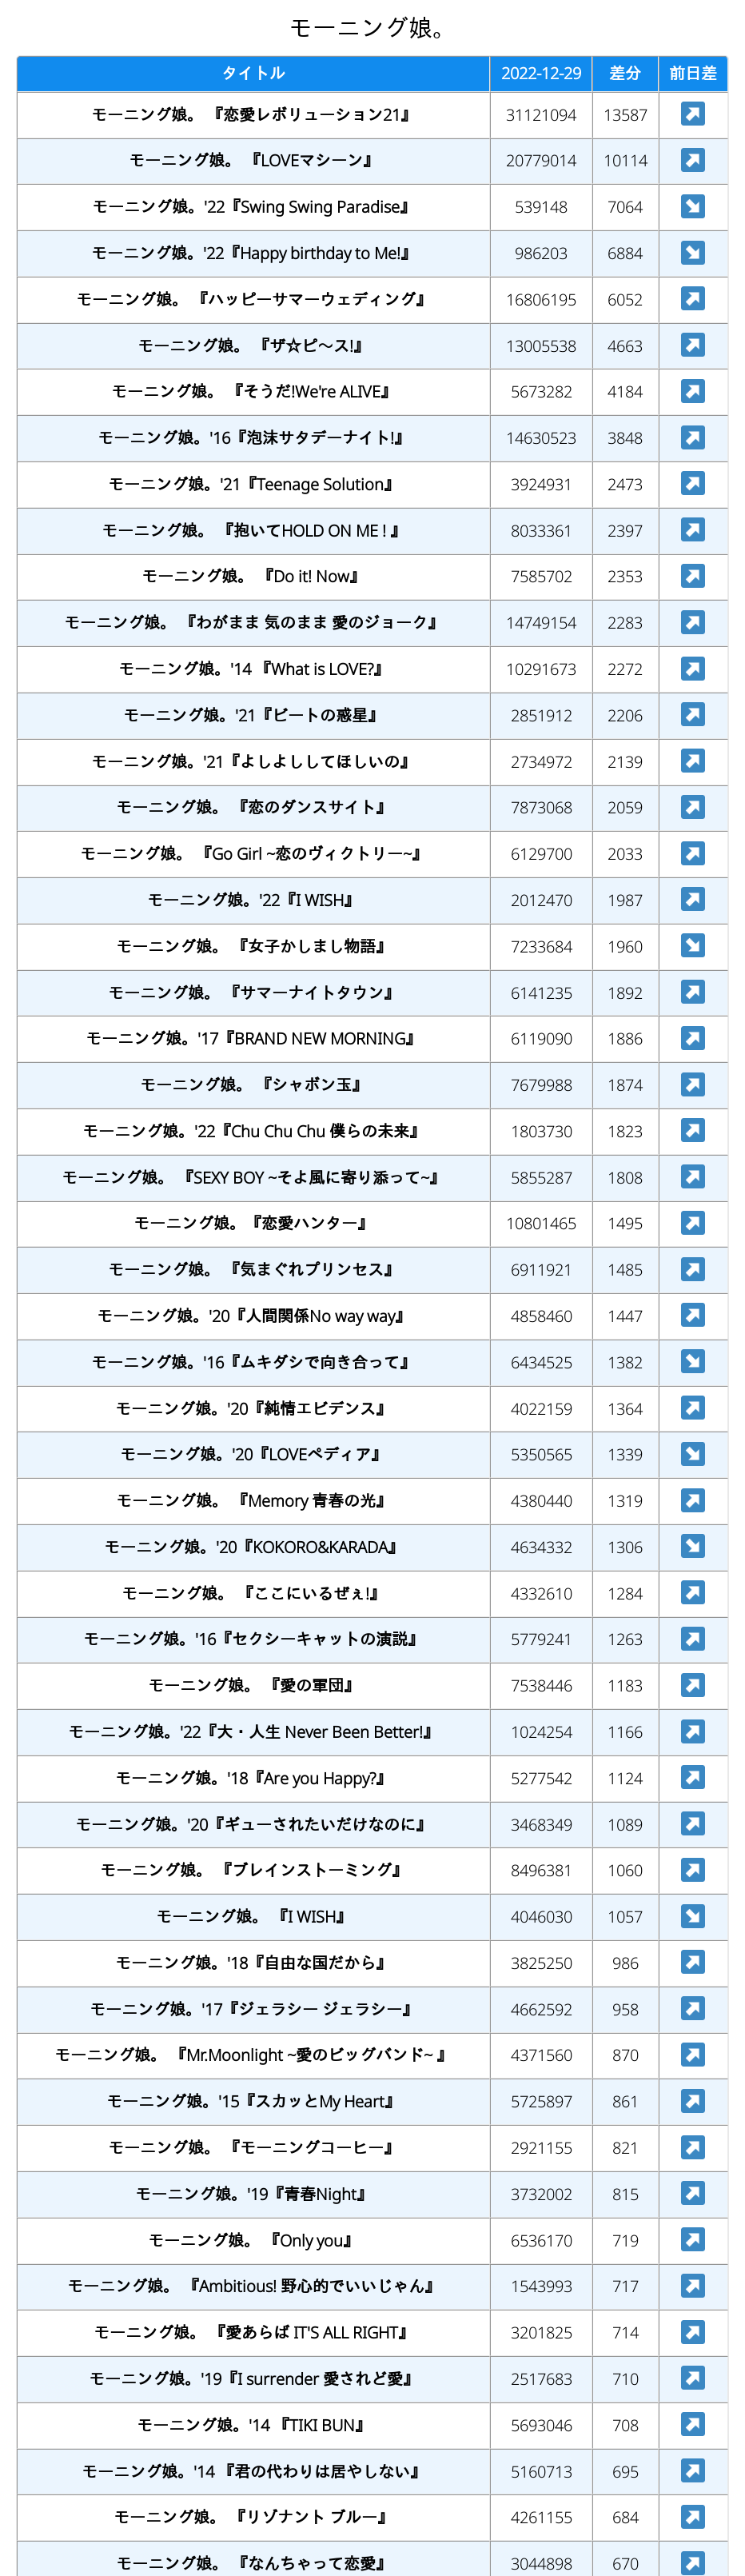 モーニング娘。
タイトル 2022-12-29 差分 前日差
モーニング娘。 『恋愛レボリューション21』 31121094 13587
モーニング娘。 『LOVEマシーン』 20779014 10114
モーニング娘。'22『Swing Swing Paradise』 539148 7064
モーニング娘。'22『Happy birthday to Me!』 986203 6884
モーニング娘。 『ハッピーサマーウェディング』 16806195 6052
モーニング娘。 『ザ☆ピ〜ス!』 13005538 4663
モーニング娘。 『そうだ!We're ALIVE』 5673282 4184
モーニング娘。'16『泡沫サタデーナイト!』 14630523 3848
モーニング娘。'21『Teenage Solution』 3924931 2473
モーニング娘。 『抱いてHOLD ON ME ! 』 8033361 2397
モーニング娘。 『Do it! Now』 7585702 2353
モーニング娘。 『わがまま 気のまま 愛のジョーク』 14749154 2283
モーニング娘。'14 『What is LOVE?』 10291673 2272
モーニング娘。'21『ビートの惑星』 2851912 2206
モーニング娘。'21『よしよししてほしいの』 2734972 2139
モーニング娘。 『恋のダンスサイト』 7873068 2059
モーニング娘。 『Go Girl ~恋のヴィクトリー~』 6129700 2033
モーニング娘。'22『I WISH』 2012470 1987
モーニング娘。 『女子かしまし物語』 7233684 1960
モーニング娘。 『サマーナイトタウン』 6141235 1892
モーニング娘。'17『BRAND NEW MORNING』 6119090 1886
モーニング娘。 『シャボン玉』 7679988 1874
モーニング娘。'22『Chu Chu Chu 僕らの未来』 1803730 1823
モーニング娘。 『SEXY BOY ~そよ風に寄り添って~』 5855287 1808
モーニング娘。『恋愛ハンター』 10801465 1495
モーニング娘。 『気まぐれプリンセス』 6911921 1485
モーニング娘。'20『人間関係No way way』 4858460 1447
モーニング娘。'16『ムキダシで向き合って』 6434525 1382
モーニング娘。'20『純情エビデンス』 4022159 1364
モーニング娘。'20『LOVEペディア』 5350565 1339
モーニング娘。 『Memory 青春の光』 4380440 1319
モーニング娘。'20『KOKORO&KARADA』 4634332 1306
モーニング娘。 『ここにいるぜぇ!』 4332610 1284
モーニング娘。'16『セクシーキャットの演説』 5779241 1263
モーニング娘。 『愛の軍団』 7538446 1183
モーニング娘。'22『大・人生 Never Been Better!』 1024254 1166
モーニング娘。'18『Are you Happy?』 5277542 1124
モーニング娘。'20『ギューされたいだけなのに』 3468349 1089
モーニング娘。 『ブレインストーミング』 8496381 1060
モーニング娘。 『I WISH』 4046030 1057
モーニング娘。'18『自由な国だから』 3825250 986
モーニング娘。'17『ジェラシー ジェラシー』 4662592 958
モーニング娘。 『Mr.Moonlight ~愛のビッグバンド~ 』 4371560 870
モーニング娘。'15『スカッとMy Heart』 5725897 861
モーニング娘。 『モーニングコーヒー』 2921155 821
モーニング娘。'19『青春Night』 3732002 815
モーニング娘。 『Only you』 6536170 719
モーニング娘。 『Ambitious! 野心的でいいじゃん』 1543993 717
モーニング娘。 『愛あらば IT'S ALL RIGHT』 3201825 714
モーニング娘。'19『I surrender 愛されど愛』 2517683 710
モーニング娘。'14 『TIKI BUN』 5693046 708
モーニング娘。'14 『君の代わりは居やしない』 5160713 695
モーニング娘。 『リゾナント ブルー』 4261155 684
モーニング娘。 『なんちゃって恋愛』 3044898 670